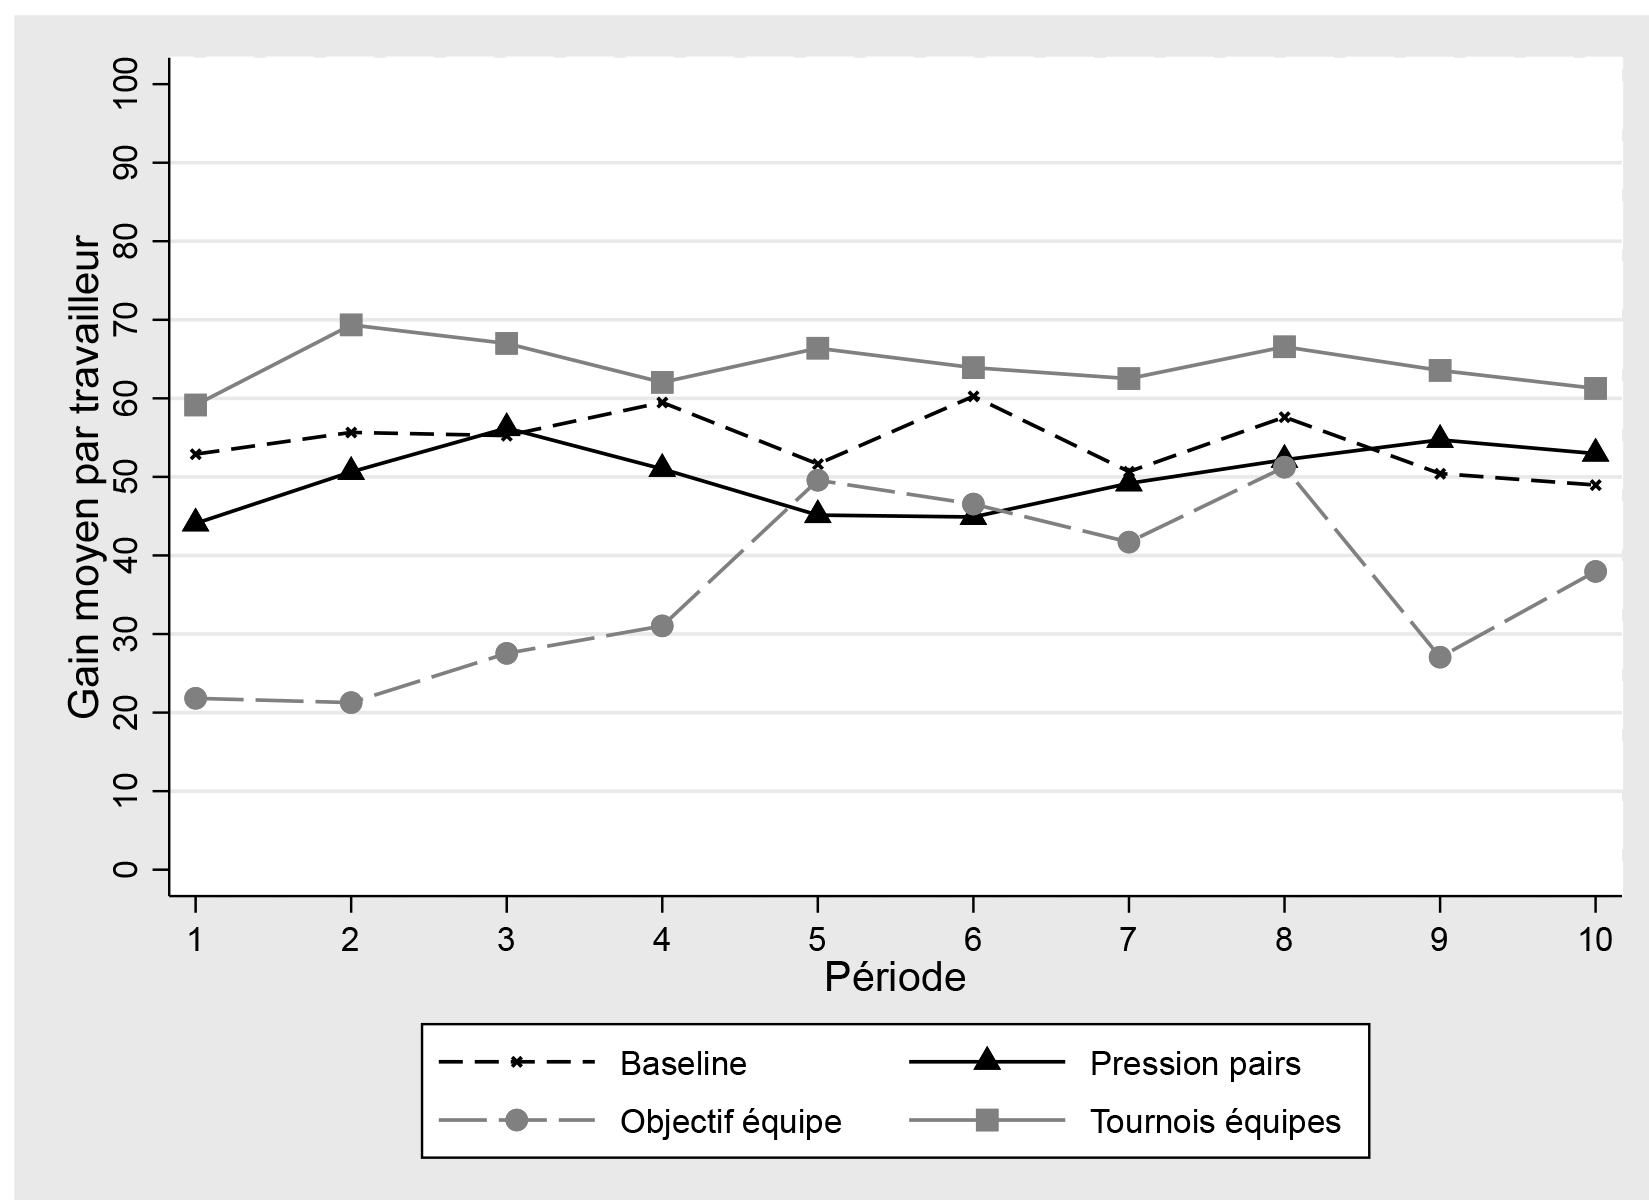 Gain moyen par travailleur
100
90
80
70
60
50
40
30
20
10
0
1 2 3 4 5 6 7 8 9 10
Période
Baseline Pression pairs
Objectif équipe Tournois équipes